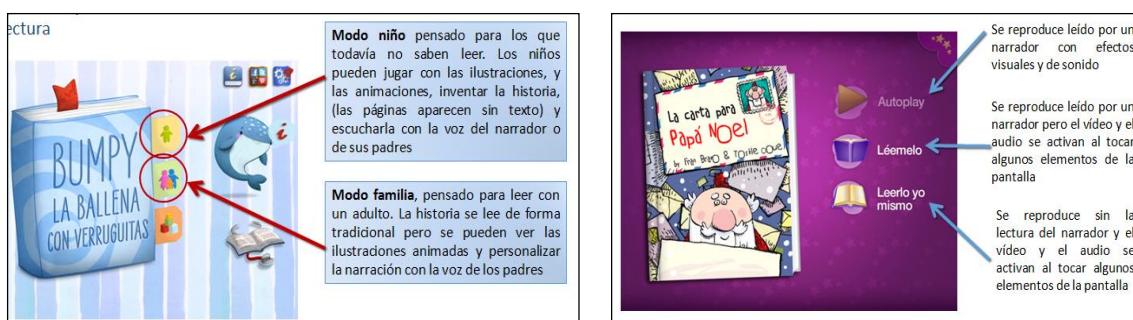 ectura
Modo niño pensado para los que
todavía no saben leer. Los niños
pueden jugar con las ilustraciones, y
las animaciones, inventar la historia,
(las páginas aparecen sin texto) y
escucharla con la voz del narrador o
de sus padres
BUMPY
LA BALLENA
CON VERRUGUITAS
Modo familia, pensado para leer con
un adulto. La historia se lee de forma
tradicional pero se pueden ver las
ilustraciones animadas y personalizar
la narración con la voz de los padres
La carta para
Papá Noel
by Fran Bravo &
Autoplay
Léemelo
Leerlo yo
mismo
Se reproduce leído por un
narrador con efectos
visuales y de sonido
Se reproduce leído por un
narrador pero el vídeo y el
audio se activan al tocar
algunos elementos de la
pantalla
Se reproduce sin la
lectura del narrador y el
vídeo y el audio se
activan al tocar algunos
elementos de la pantalla